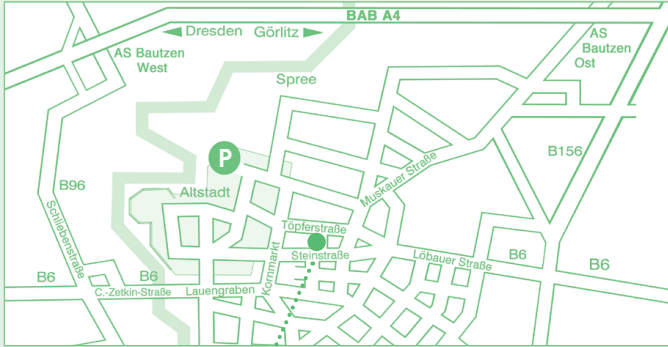 BAB A4
Dresden Görlitz
AS Bautzen
West
AS
Bautzen
Ost
Spree
P
B156
Muskauer Straße
B96
Altstadt
Schliebenstraße
Töpferstraße
Steinstraße
Kornmarkt
Löbauer Straße
B6
B6
B6
B6
C.-Zetkin-Straße
Lauengraben